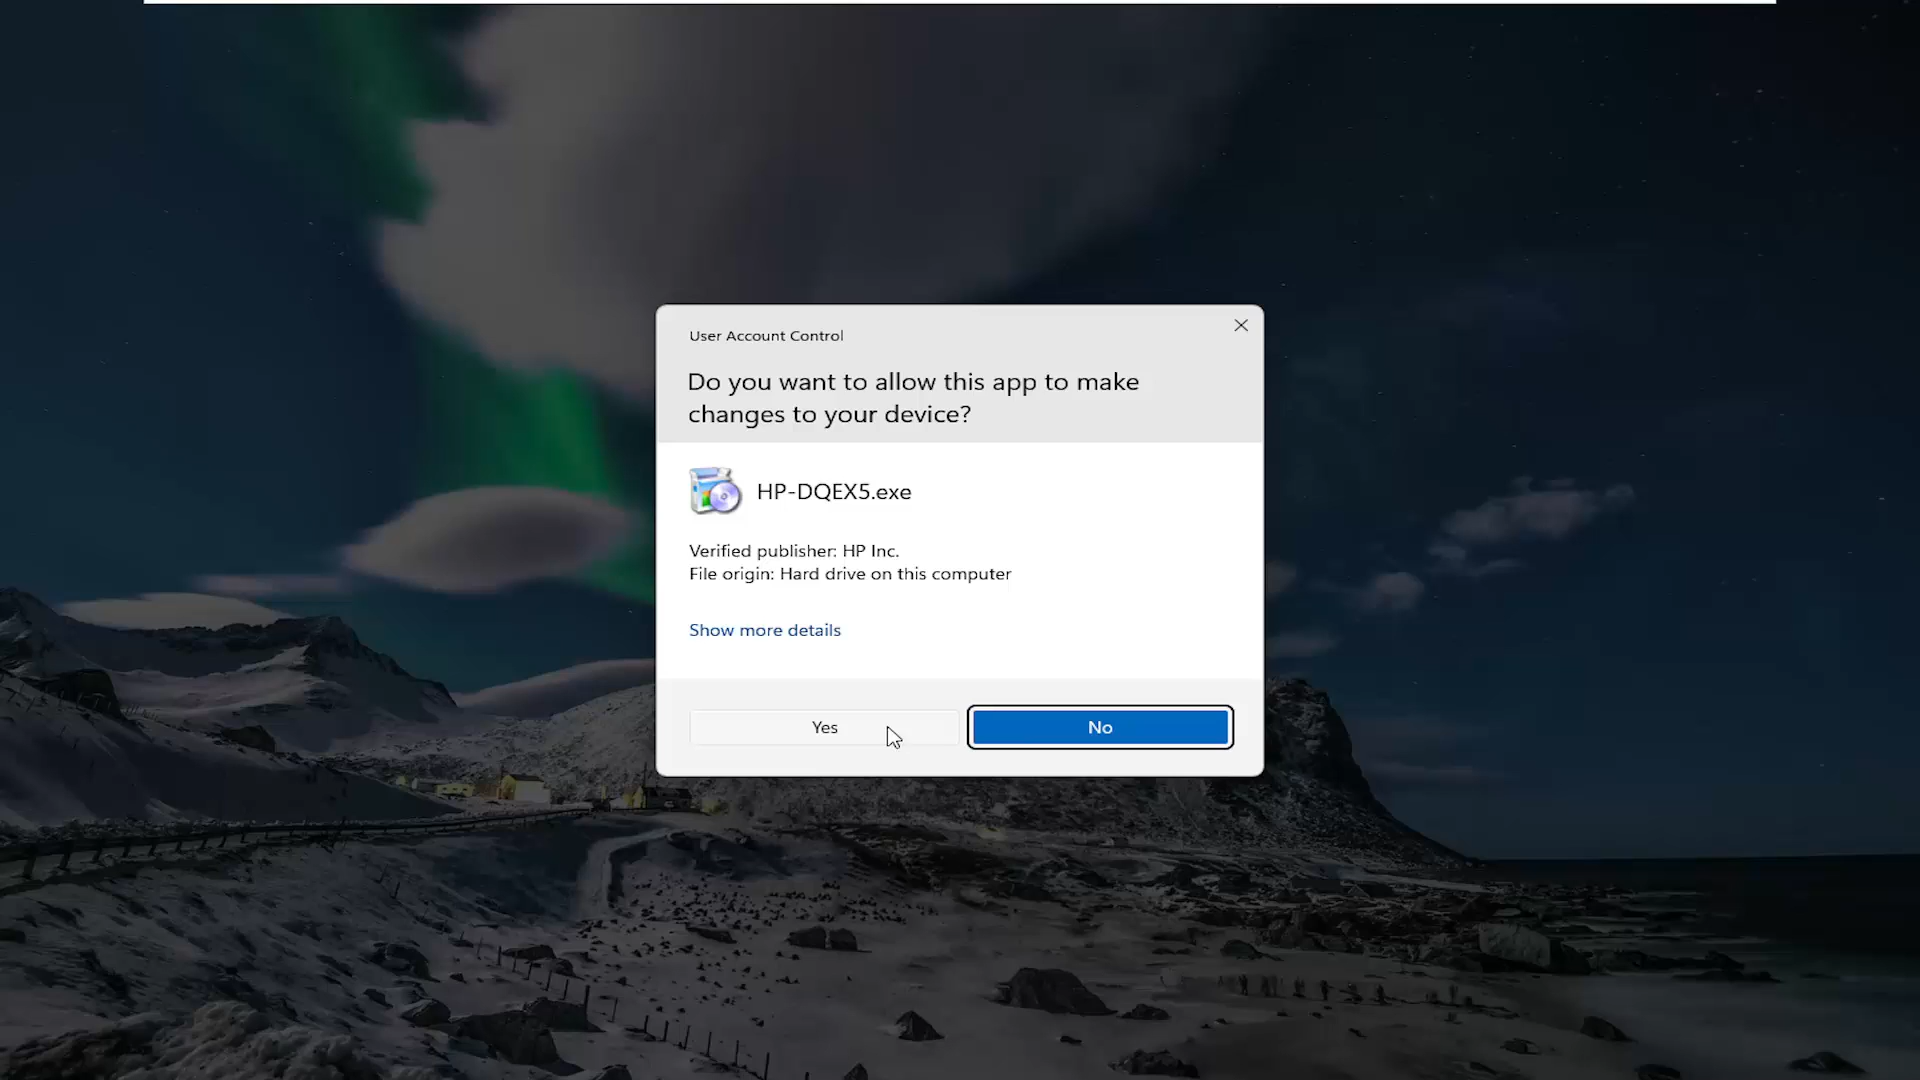 User Account Control
Do you want to allow this app to make
changes to your device?
HP-DQEX5.exe
Verified publisher: HP Inc.
File origin: Hard drive on this computer
Show more details
Yes
No